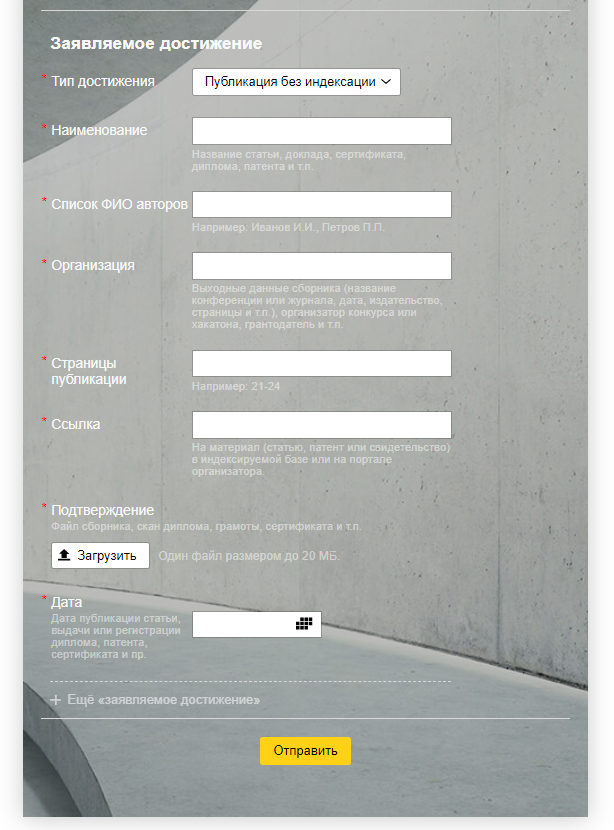 Заявляемое достижение
* Тип достижения
Публикация без индексации
* Наименование
Название статьи, доклада, сертификата,
диплома, патента и т.п.
* Список ФИО авторов
Например: Иванов И.И., Петров П.П.
* Организация
Выходные данные сборника (название
конференции или журнала, дата, издательство,
страницы и т.п.), организатор конкурса или
хакатона, грантодатель и т.п.
* Страницы
публикации
Например: 21-24
* Ссылка
На материал (статью, патент или свидетельство)
в индексируемой базе или на портале
организатора.
* Подтверждение
Файл сборника, скан диплома, грамоты, сертификата и т.п.
Загрузить
Один файл размером до 20 МБ.
* Дата
Дата публикации статьи,
выдачи или регистрации
диплома, патента,
сертификата и пр.
+ Ещё «заявляемое достижение»
Отправить